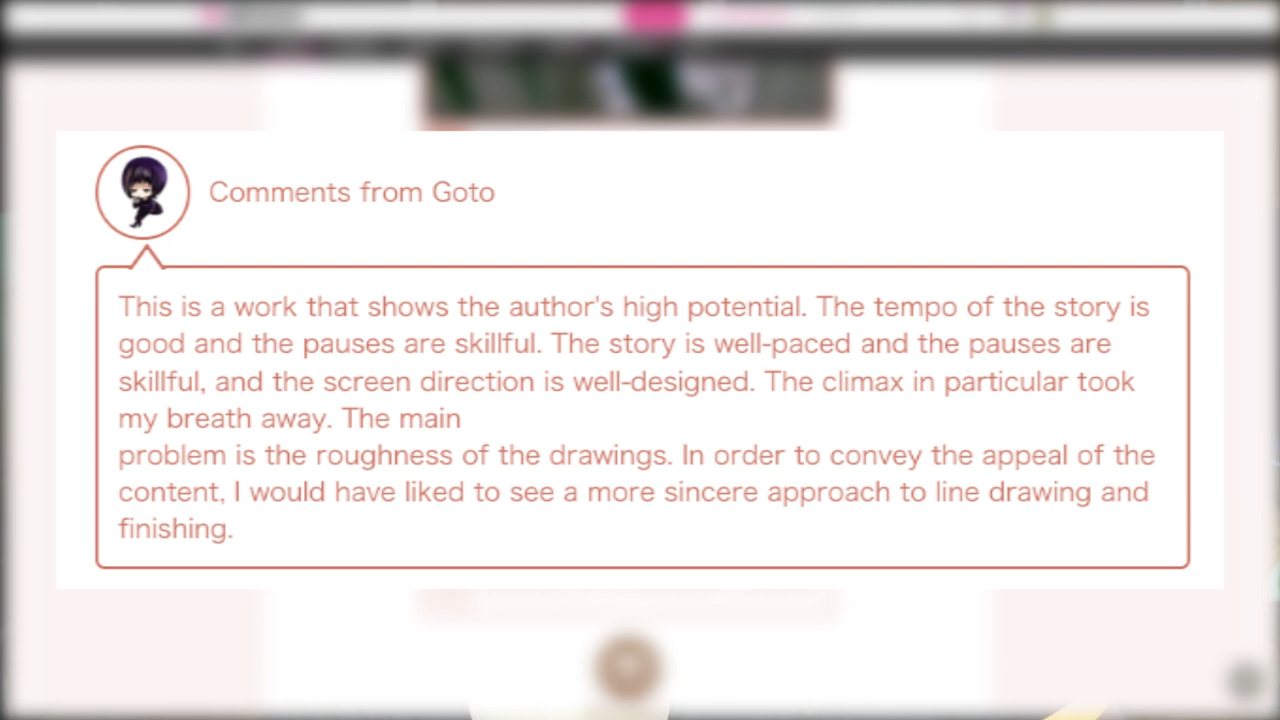 Comments from Goto
This is a work that shows the author's high potential. The tempo of the story is
good and the pauses are skillful. The story is well-paced and the pauses are
skillful, and the screen direction is well-designed. The climax in particular took
my breath away. The main
problem is the roughness of the drawings. In order to convey the appeal of the
content, I would have liked to see a more sincere approach to line drawing and
finishing.